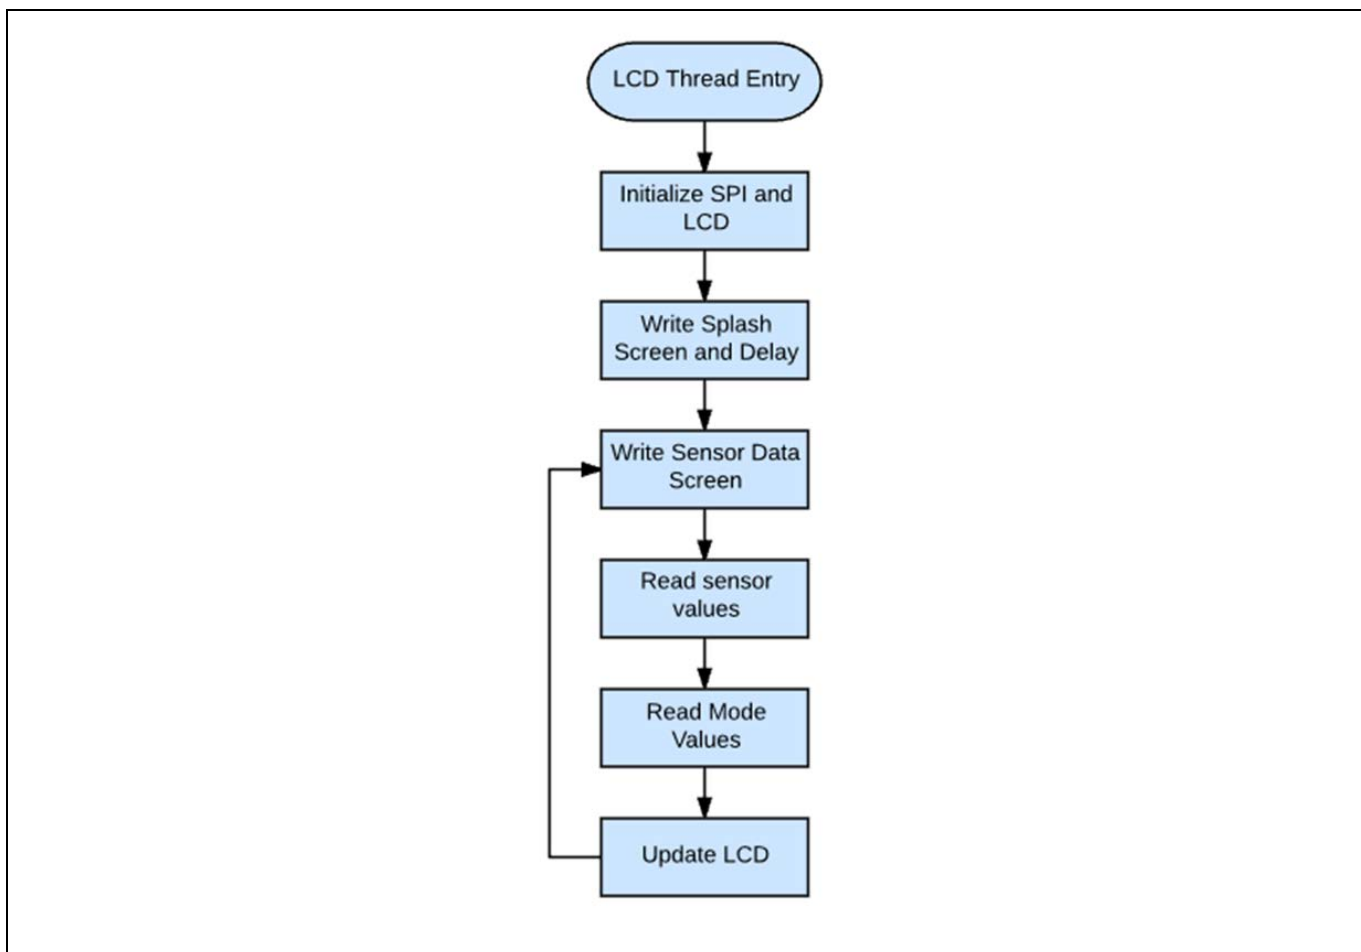 LCD Thread Entry
Initialize SPI and
LCD
Write Splash
Screen and Delay
Write Sensor Data
Screen
Read sensor
values
Read Mode
Values
Update LCD